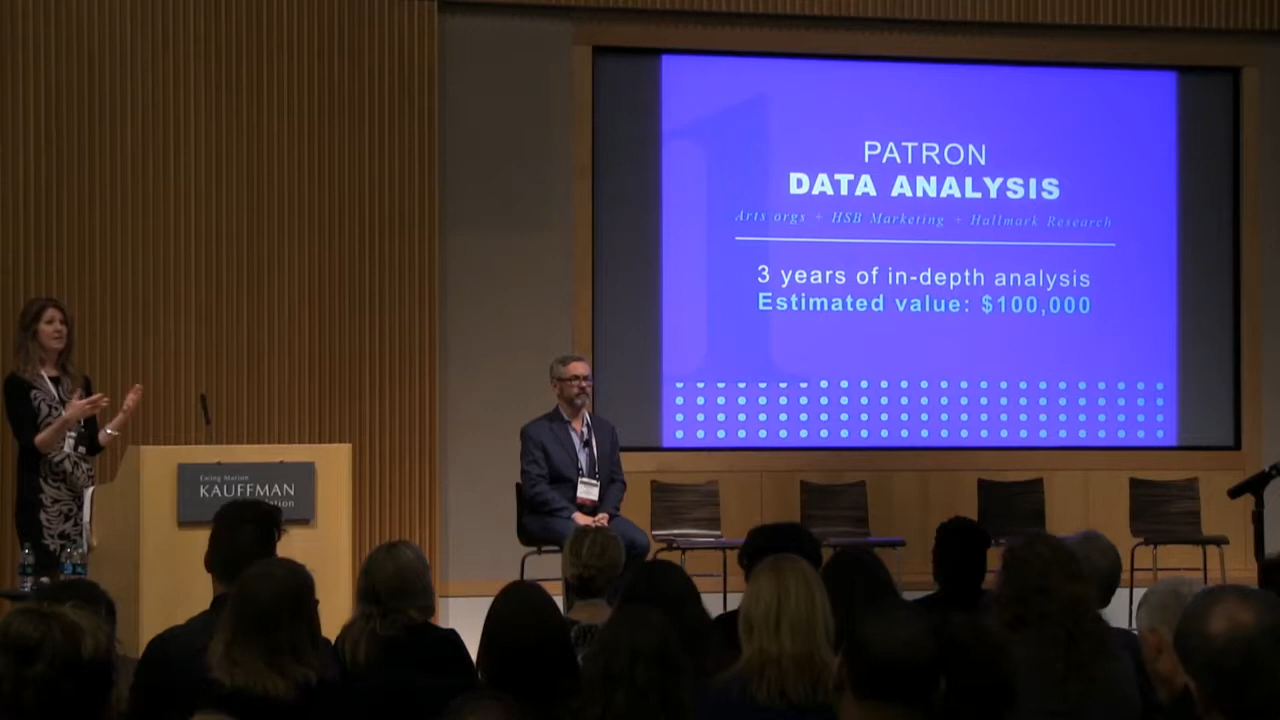 PATRON
DATA ANALYSIS
Arts orgs + HSB Marketing + Hallmark Research
3 years of in-depth analysis
Estimated value: $100,000
Ewing Marion
KAUFFMAN